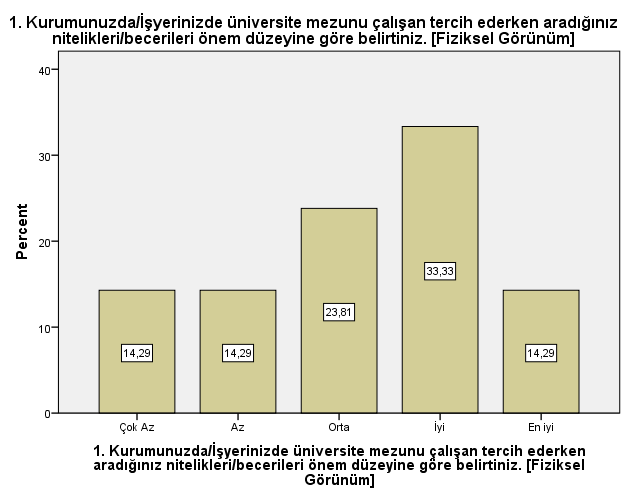 1. Kurumunuzda/İşyerinizde üniversite mezunu çalışan tercih ederken aradığınız
nitelikleri/becerileri önem düzeyine göre belirtiniz. [Fiziksel Görünüm]
40
30
20
10
0
Percent
14,29
14,29
23,81
33,33
14,29
Çok Az
Az
Orta
İyi
En iyi
1. Kurumunuzda/İşyerinizde üniversite mezunu çalışan tercih ederken
aradığınız nitelikleri/becerileri önem düzeyine göre belirtiniz. [Fiziksel
Görünüm]